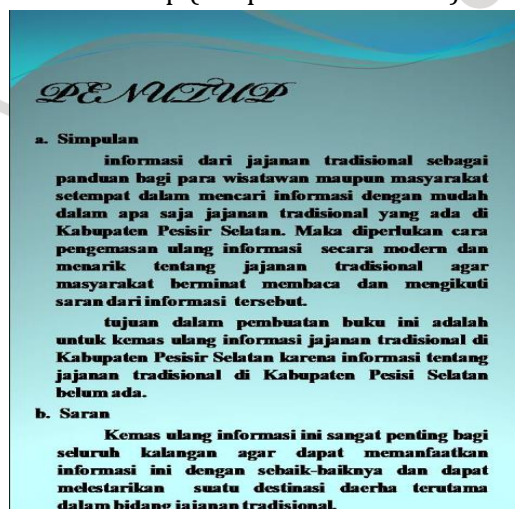 PENUTUP
a. Simpulan
informasi dari jajanan tradisional sebagai
panduan bagi para wisatawan maupun masyarakat
setempat dalam mencari informasi dengan mudah
dalam apa saja jajanan tradisional yang ada di
Kabupaten Pesisir Selatan. Maka diperlukan cara
pengemasan ulang informasi secara modern dan
menarik tentang jajanan tradisional agar
masyarakat berminat membaca dan mengikuti
saran dari informasi tersebut.
tujuan dalam pembuatan buku ini adalah
untuk kemas ulang informasi jajanan tradisional di
Kabupaten Pesisir Selatan karena informasi tentang
jajanan tradisional di Kabupaten Pesisi Selatan
belum ada.
b. Saran
Kemas ulang informasi ini sangat penting bagi
seluruh kalangan agar dapat memanfaatkan
informasi ini dengan sebaik-baiknya dan dapat
melestarikan suatu destinasi daerha terutama
dalam bidang jajanan tradisional.